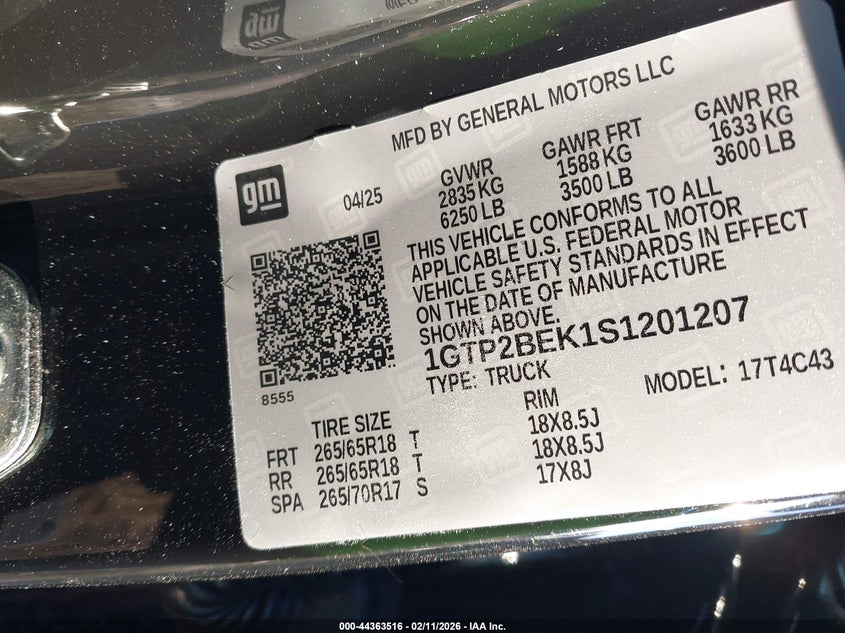 MFD BY GENERAL MOTORS LLC
gm
04/25
GVWR GAWR FRT GAWR RR
2835 KG 1588 KG 1633 KG
6250 LB 3500 LB 3600 LB
THIS VEHICLE CONFORMS TO ALL
APPLICABLE U.S. FEDERAL MOTOR
VEHICLE SAFETY STANDARDS IN EFFECT
ON THE DATE OF MANUFACTURE
SHOWN ABOVE.
1GTP2BEK1S1201207
TYPE: TRUCK MODEL: 17T4C43
8555
TIRE SIZE RIM
FRT 265/65R18 T 18X8.5J
RR 265/65R18 T 18X8.5J
SPA 265/70R17 S 17X8J
000-44363516 - 02/11/2026 - IAA Inc.